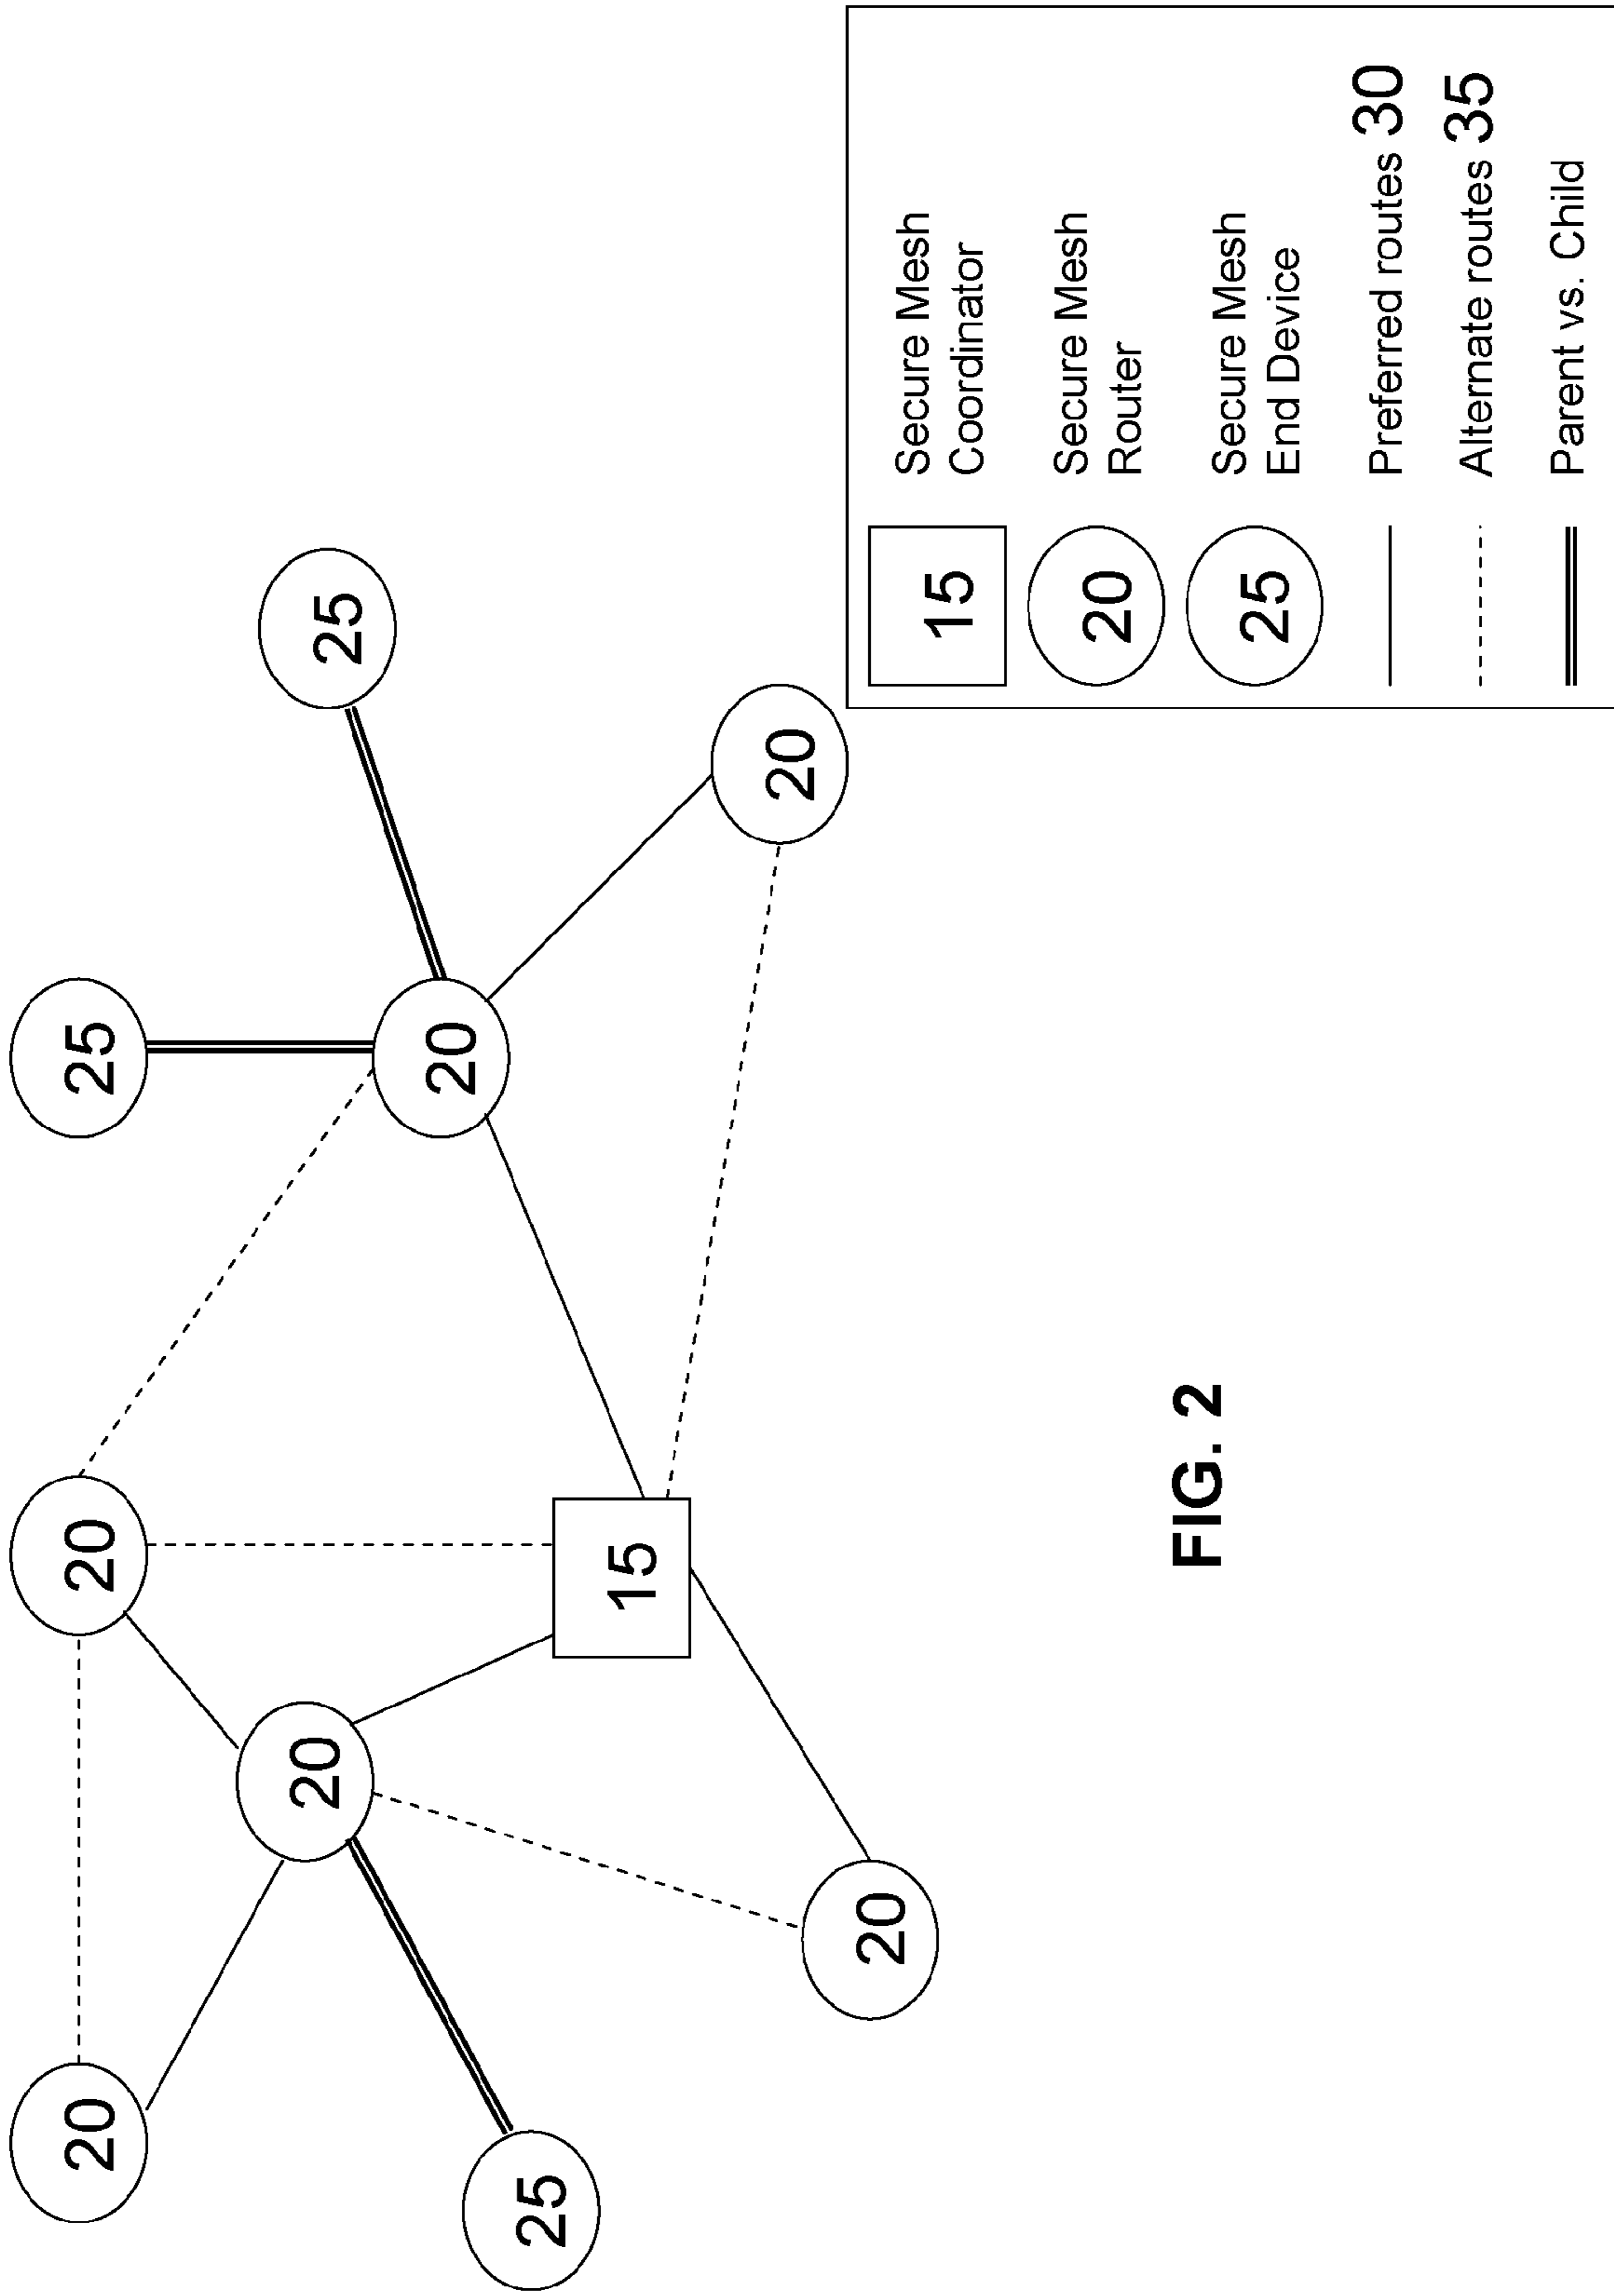 25
25
20
20
20
20
15
20
25
20
15 Secure Mesh
Coordinator
20 Secure Mesh
Router
25 Secure Mesh
End Device
Preferred routes 30
Alternate routes 35
Parent vs. Child
FIG. 2